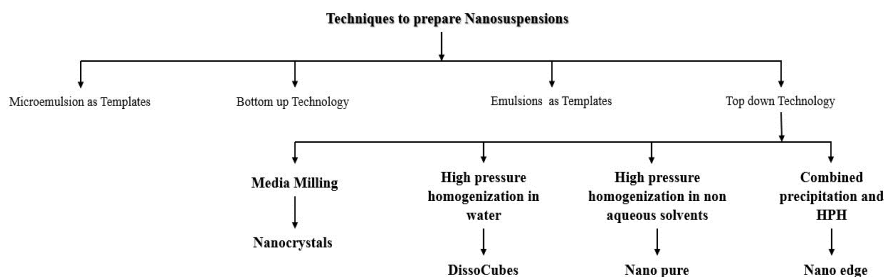 Techniques to prepare Nanosuspensions
Microemulsion as Templates
Bottom up Technology
Emulsions as Templates
Top down Technology
Media Milling
High pressure
homogenization in
water
High pressure
homogenization in non
aqueous solvents
Combined
precipitation and
HPH
Nanocrystals
DissoCubes
Nano pure
Nano edge